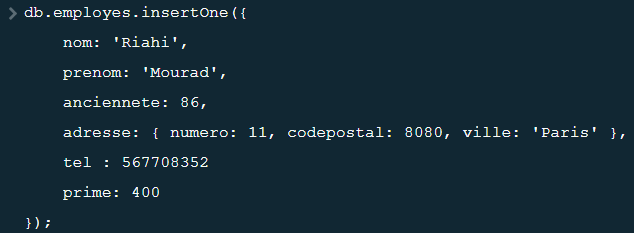 > db.employes.insertOne({
nom: 'Riahi',
prenom: 'Mourad',
anciennete: 86,
adresse: { numero: 11, codepostal: 8080, ville: 'Paris' },
tel : 567708352
prime: 400
});